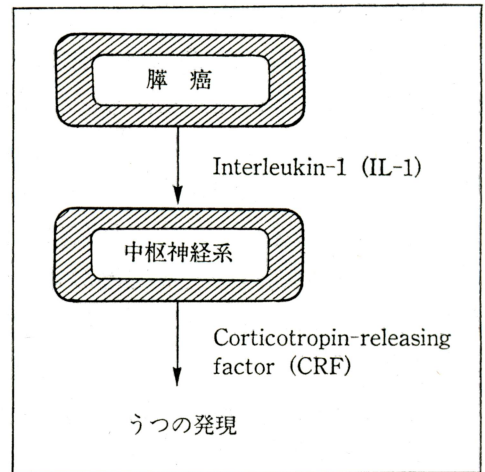 膵 癌
Interleukin-1 (IL-1)
中枢神経系
Corticotropin-releasing
factor (CRF)
うつの発現